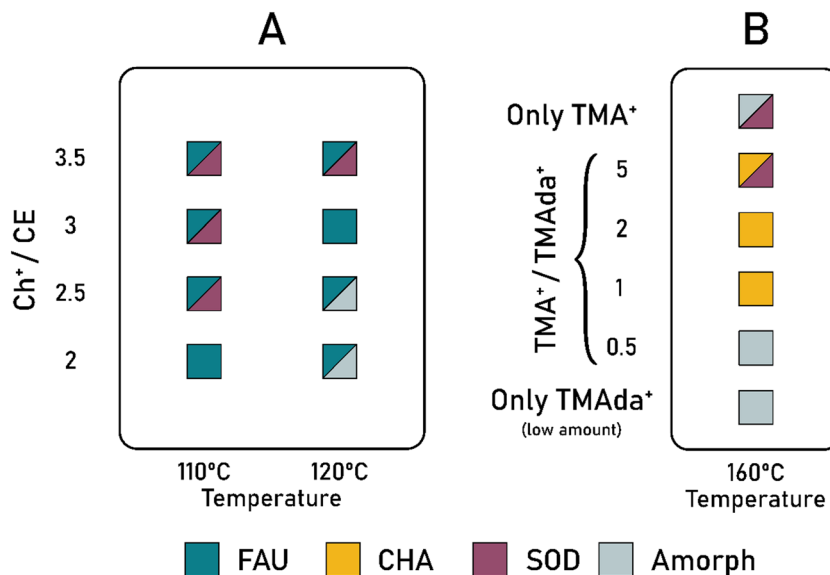 A
B
Only TMA⁺
3.5
5
3
2
2.5
1
2
0.5
Ch⁺ / CE
TMA⁺ / TMAda⁺
Only TMAda⁺
(low amount)
110°C
120°C
Temperature
160°C
Temperature
FAU
CHA
SOD
Amorph